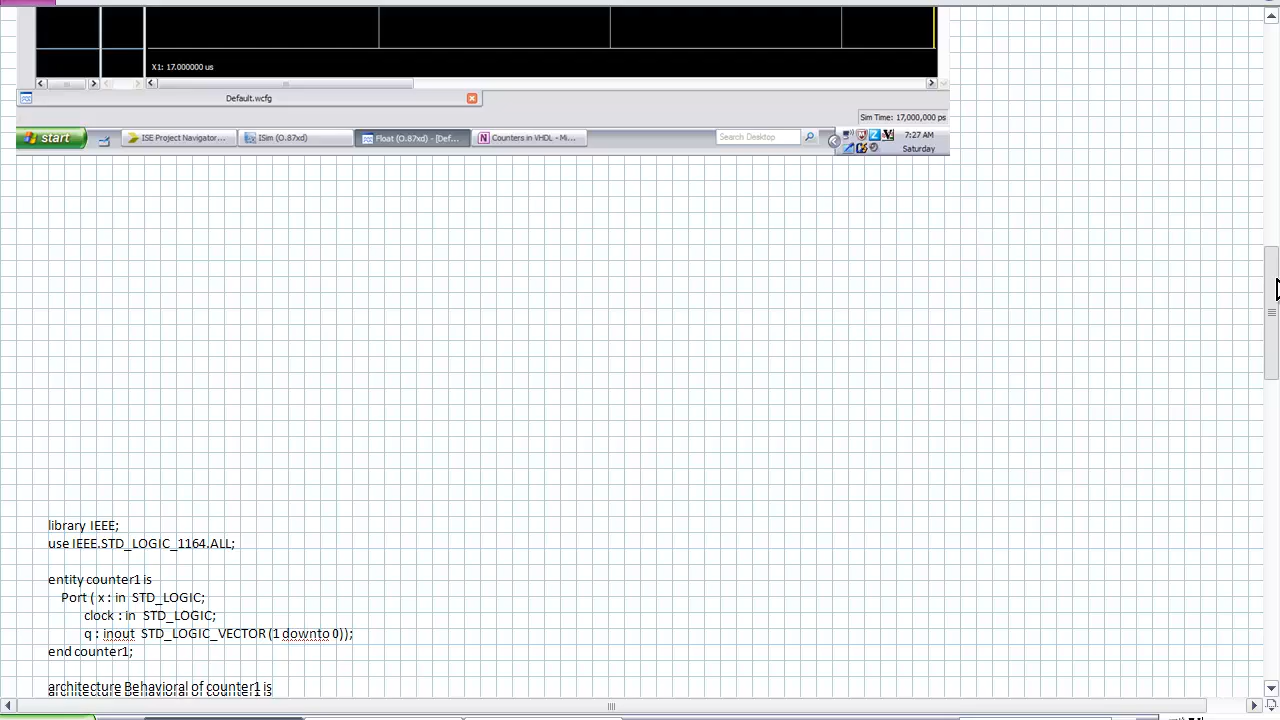 X1: 17.000000 us
Default.wcfg
Sim Time: 17,000,000 ps
start
ISE Project Navigator...
ISim (O.87xd)
Float (O.87xd) - [Def...
Counters in VHDL - Mi...
Search Desktop
7:27 AM
Saturday
library IEEE;
use IEEE.STD_LOGIC_1164.ALL;
entity counter1 is
Port ( x : in STD_LOGIC;
clock : in STD_LOGIC;
q : inout STD_LOGIC_VECTOR (1 downto 0));
end counter1;
architecture Behavioral of counter1 is